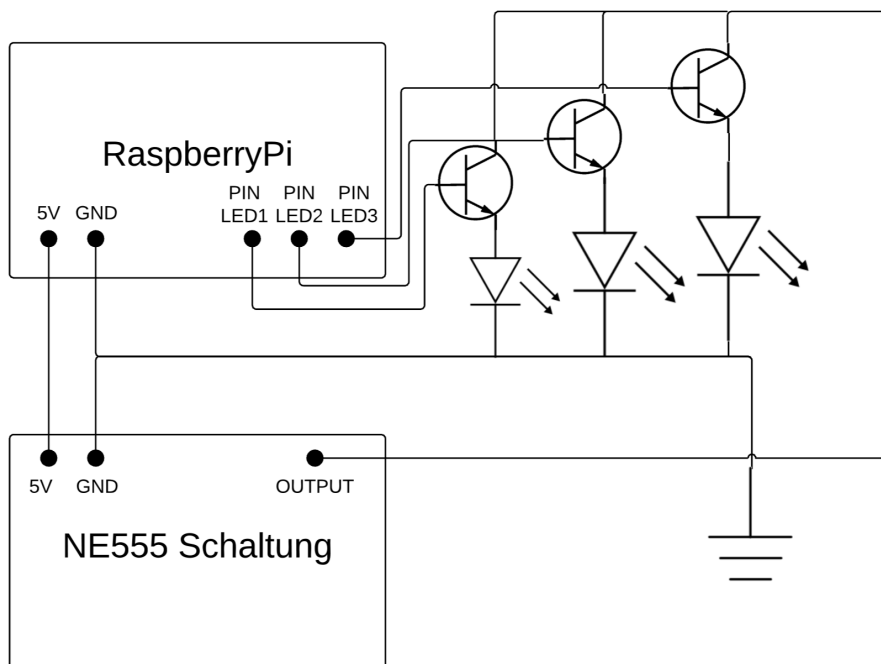 RaspberryPi
PIN PIN PIN
5V GND LED1 LED2 LED3
5V GND OUTPUT
NE555 Schaltung